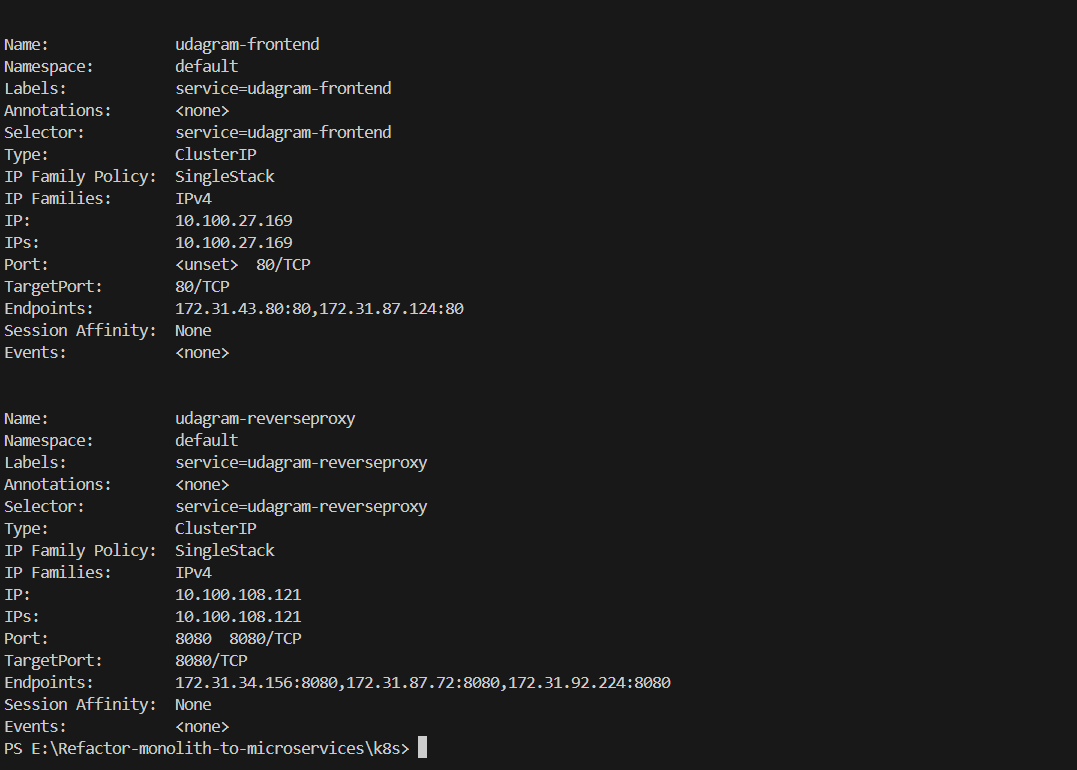 Name: udagram-frontend
Namespace: default
Labels: service=udagram-frontend
Annotations: <none>
Selector: service=udagram-frontend
Type: ClusterIP
IP Family Policy: SingleStack
IP Families: IPv4
IP: 10.100.27.169
IPs: 10.100.27.169
Port: <unset> 80/TCP
TargetPort: 80/TCP
Endpoints: 172.31.43.80:80,172.31.87.124:80
Session Affinity: None
Events: <none>
Name: udagram-reverseproxy
Namespace: default
Labels: service=udagram-reverseproxy
Annotations: <none>
Selector: service=udagram-reverseproxy
Type: ClusterIP
IP Family Policy: SingleStack
IP Families: IPv4
IP: 10.100.108.121
IPs: 10.100.108.121
Port: 8080 8080/TCP
TargetPort: 8080/TCP
Endpoints: 172.31.34.156:8080,172.31.87.72:8080,172.31.92.224:8080
Session Affinity: None
Events: <none>
PS E:\Refactor-monolith-to-microservices\k8s>